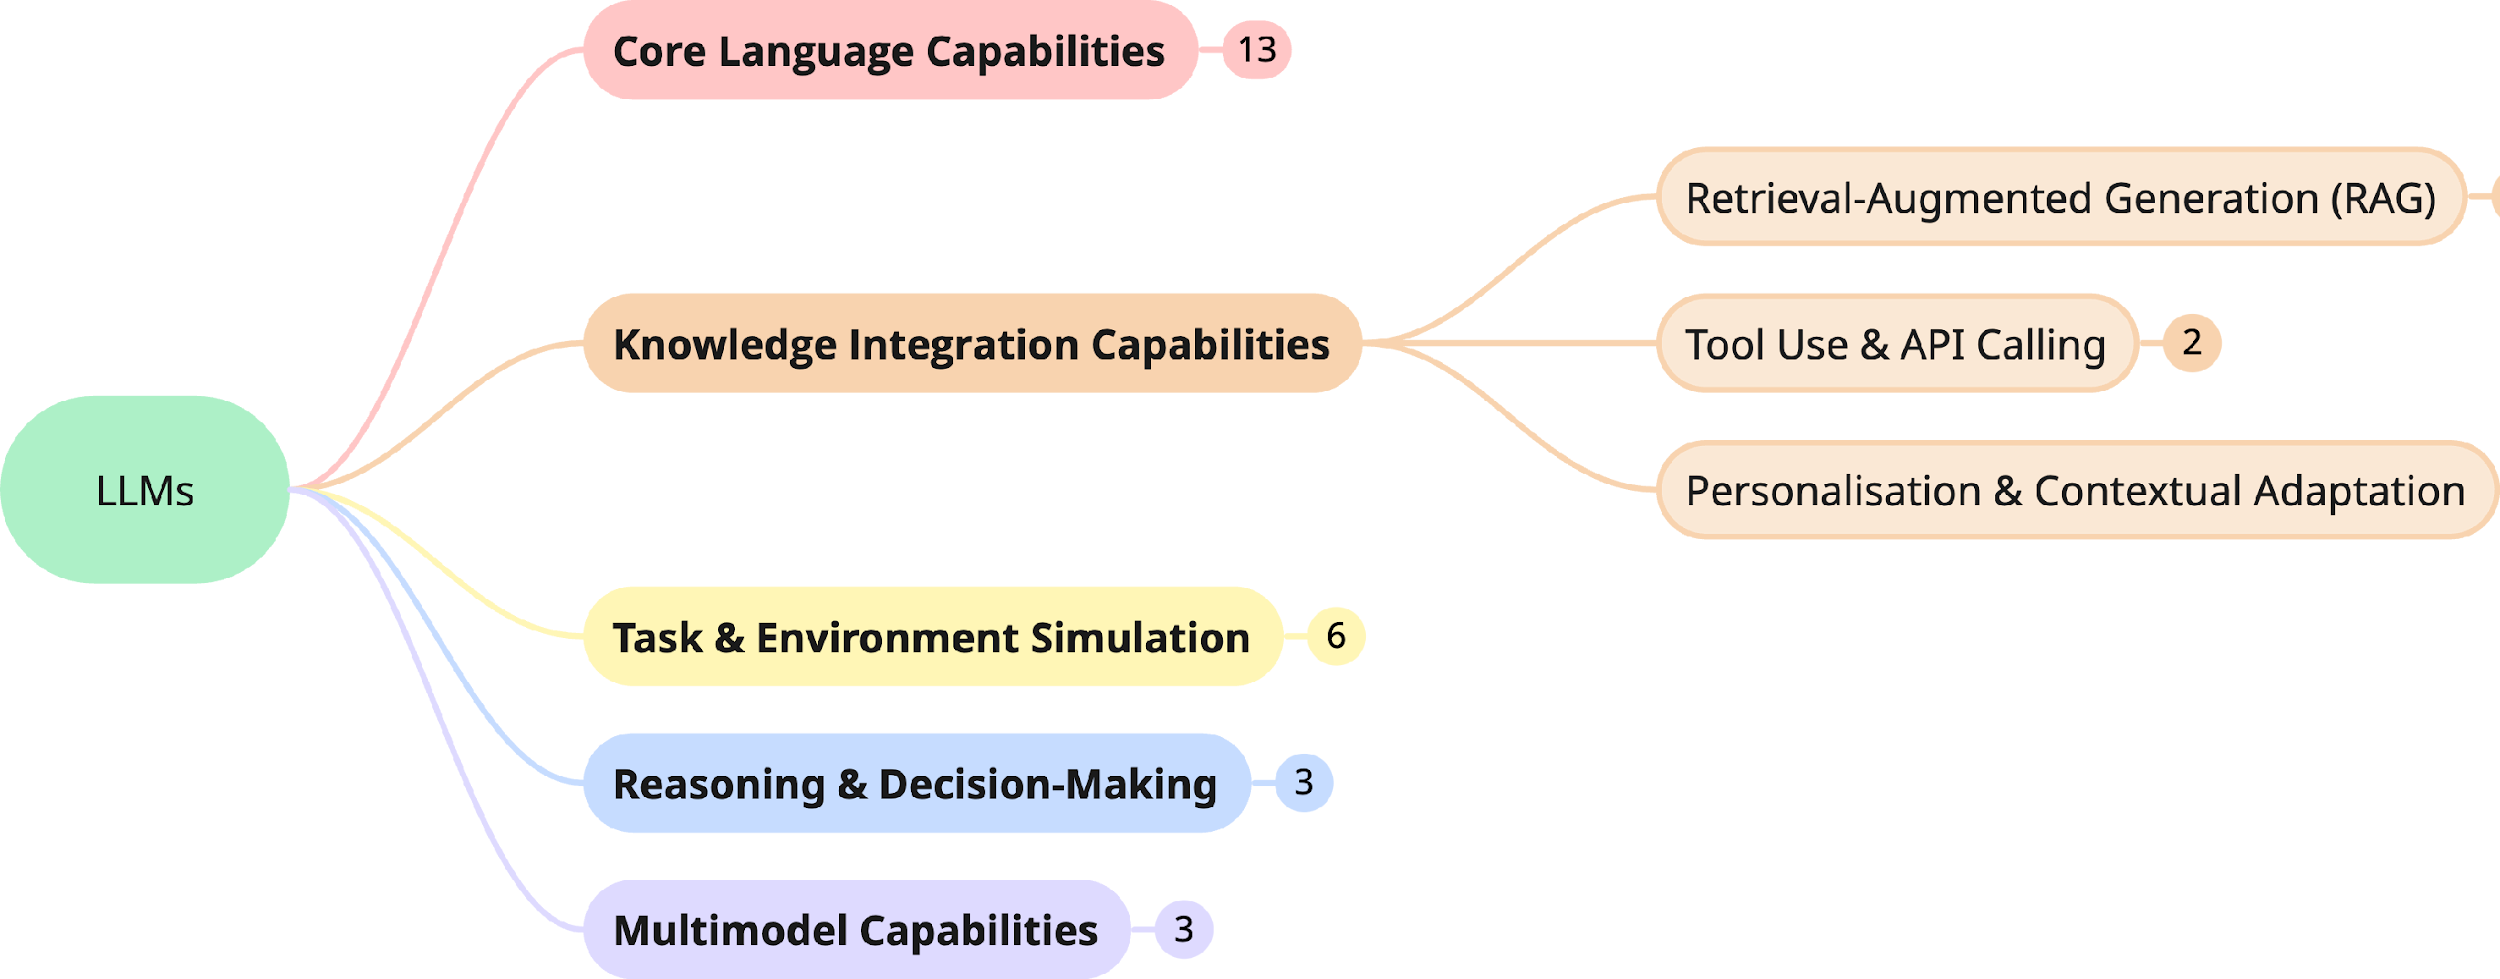 Core Language Capabilities 13
Retrieval-Augmented Generation (RAG)
Knowledge Integration Capabilities
Tool Use & API Calling 2
LLMs
Personalisation & Contextual Adaptation
Task & Environment Simulation 6
Reasoning & Decision-Making 3
Multimodel Capabilities 3